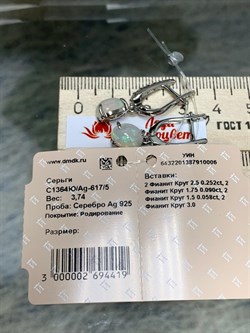 ГОСТ 1
www.dmdk.ru
УИН
6432201387910006
Серьги
С1364Ю/Ag-617/5
Вес: 3,74
Проба: Серебро Ag 925
Покрытие: Родирование
Вставки:
2 Фианит Круг 2.5 0.252ct, 2
Фианит Круг 1.75 0.090ct, 2
Фианит Круг 1.5 0.058ct, 2
Фианит Круг 3.0
Размер:
3 000002 694419